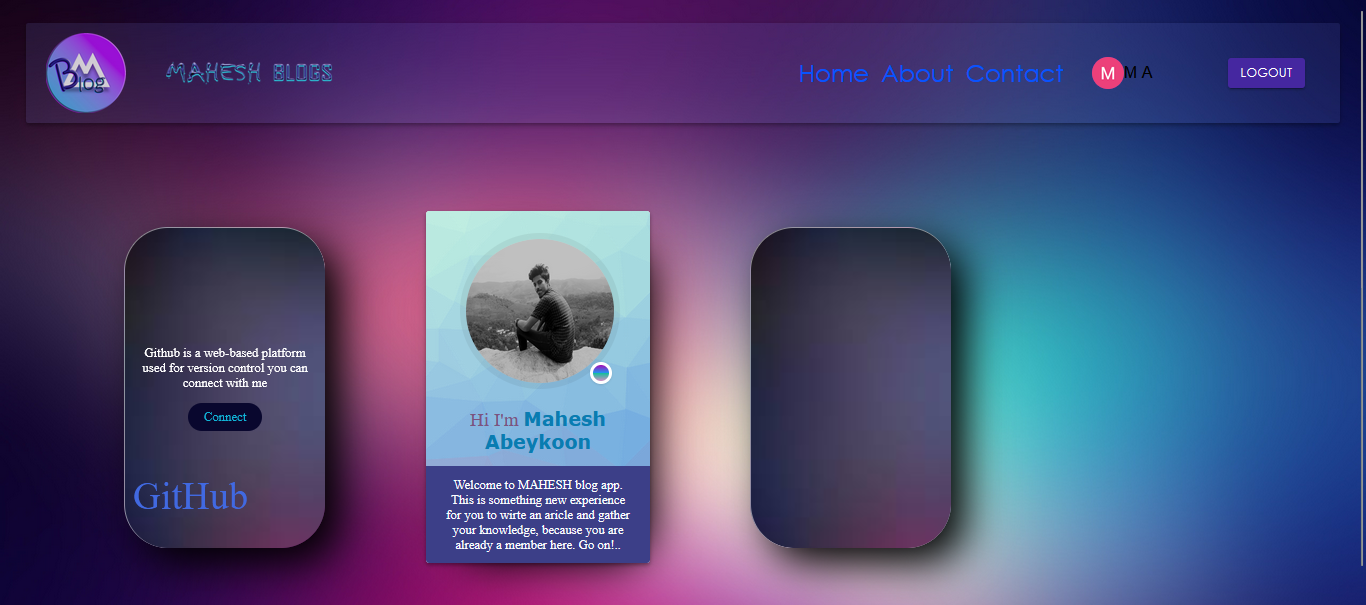 M
Blog
MAHESH BLOGS
Home About Contact
M
M A
LOGOUT
Github is a web-based platform
used for version control you can
connect with me
Connect
GitHub
Hi I'm Mahesh
Abeykoon
Welcome to MAHESH blog app.
This is something new experience
for you to wirte an aricle and gather
your knowledge, because you are
already a member here. Go on!..